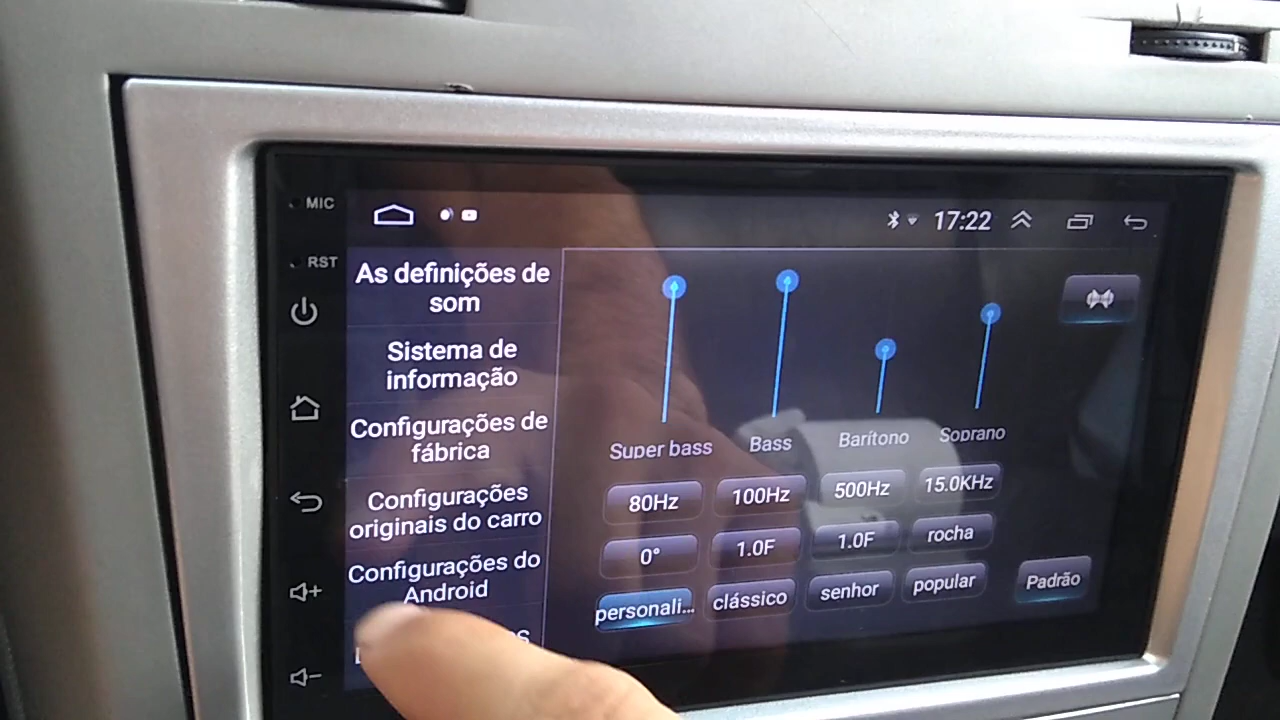 MIC
17:22
RST
As definições de
som
Sistema de
informação
Configurações de
fábrica
Configurações
originais do carro
Configurações do
Android
Super bass
Bass
Barítono
Soprano
80Hz
100Hz
500Hz
15.0KHz
0°
1.0F
1.0F
rocha
personali...
clássico
senhor
popular
Padrão